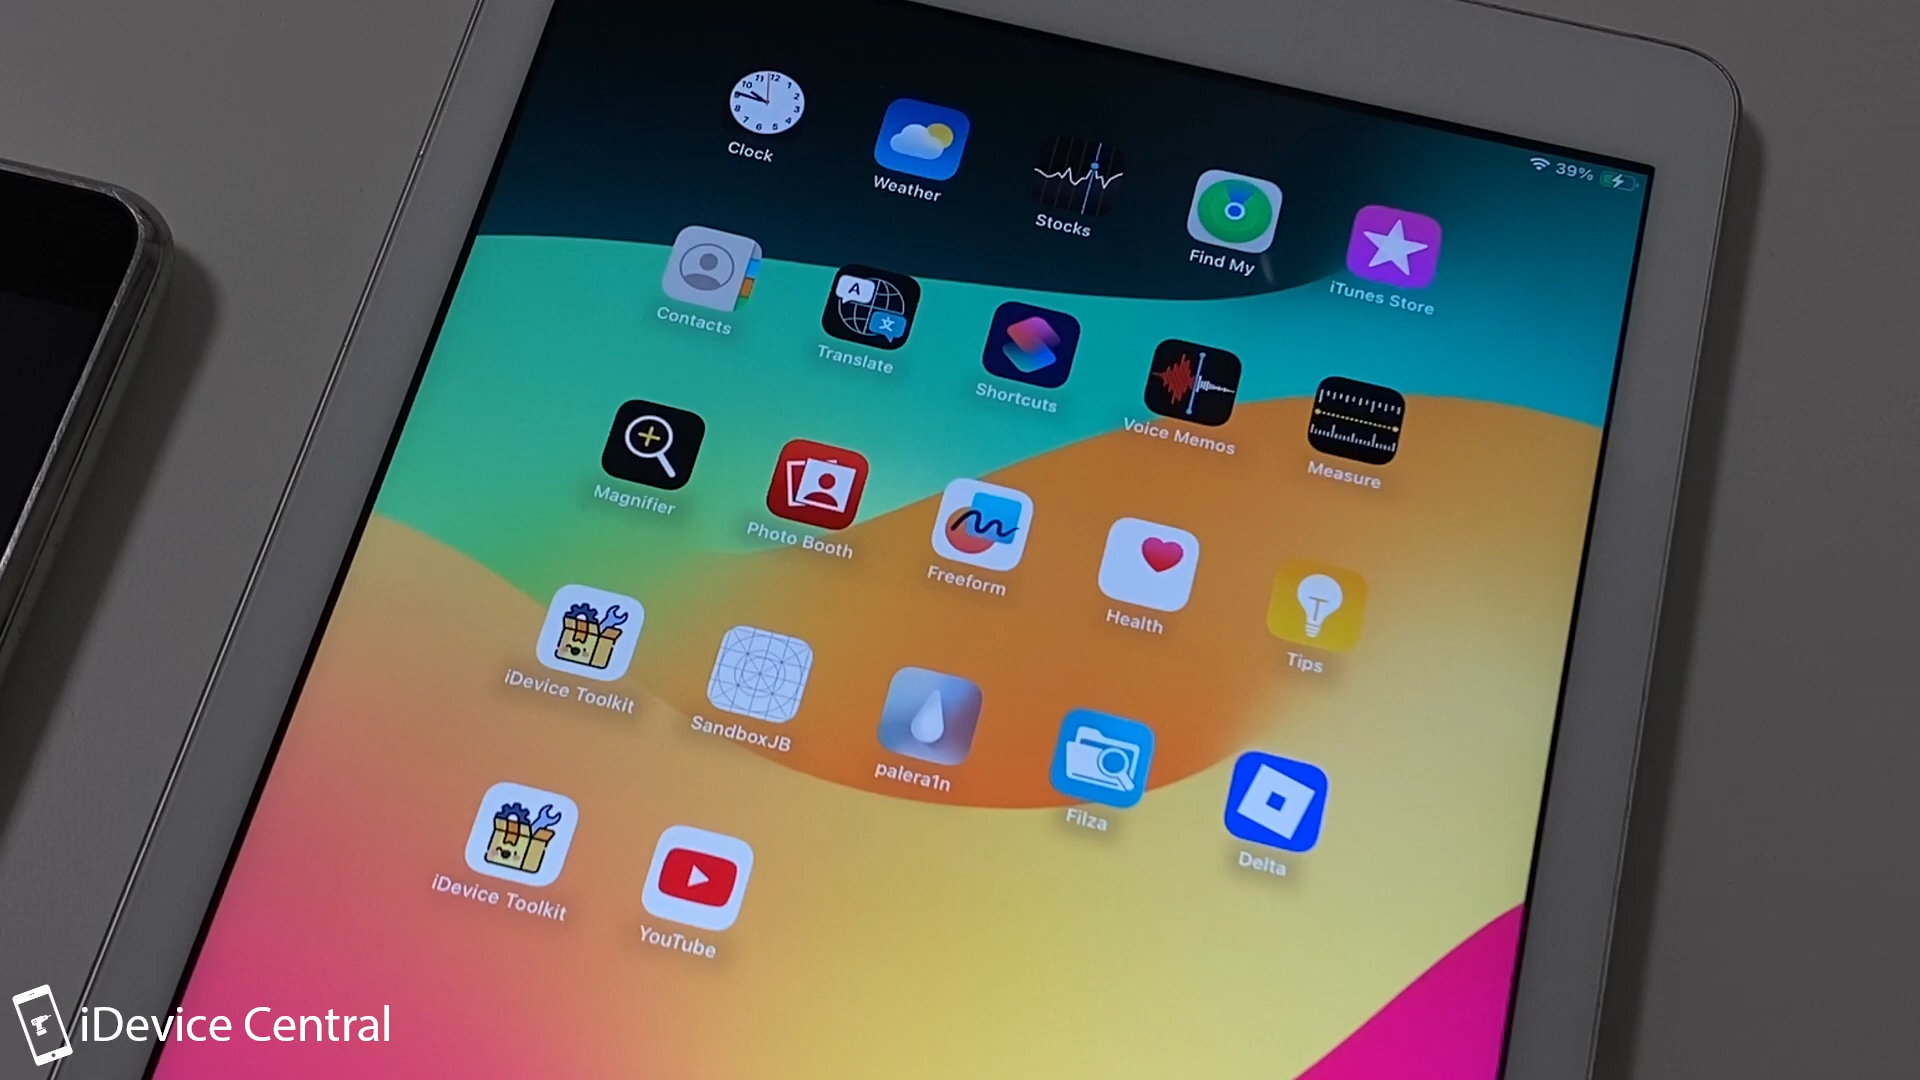 39%
Clock
Weather
Stocks
Find My
iTunes Store
Contacts
Translate
Shortcuts
Voice Memos
Measure
Magnifier
Photo Booth
Freeform
Health
Tips
iDevice Toolkit
SandboxJB
palera1n
Filza
Delta
iDevice Toolkit
YouTube
iDevice Central